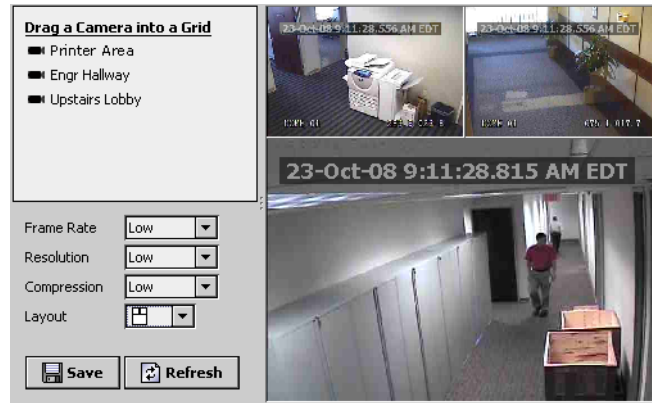 Drag a Camera into a Grid
Printer Area
Engr Hallway
Upstairs Lobby
Frame Rate Low
Resolution Low
Compression Low
Layout
Save Refresh
23-Oct-08 9:11:28.556 AM EDT
23-Oct-08 9:11:28.556 AM EDT
23-Oct-08 9:11:28.815 AM EDT